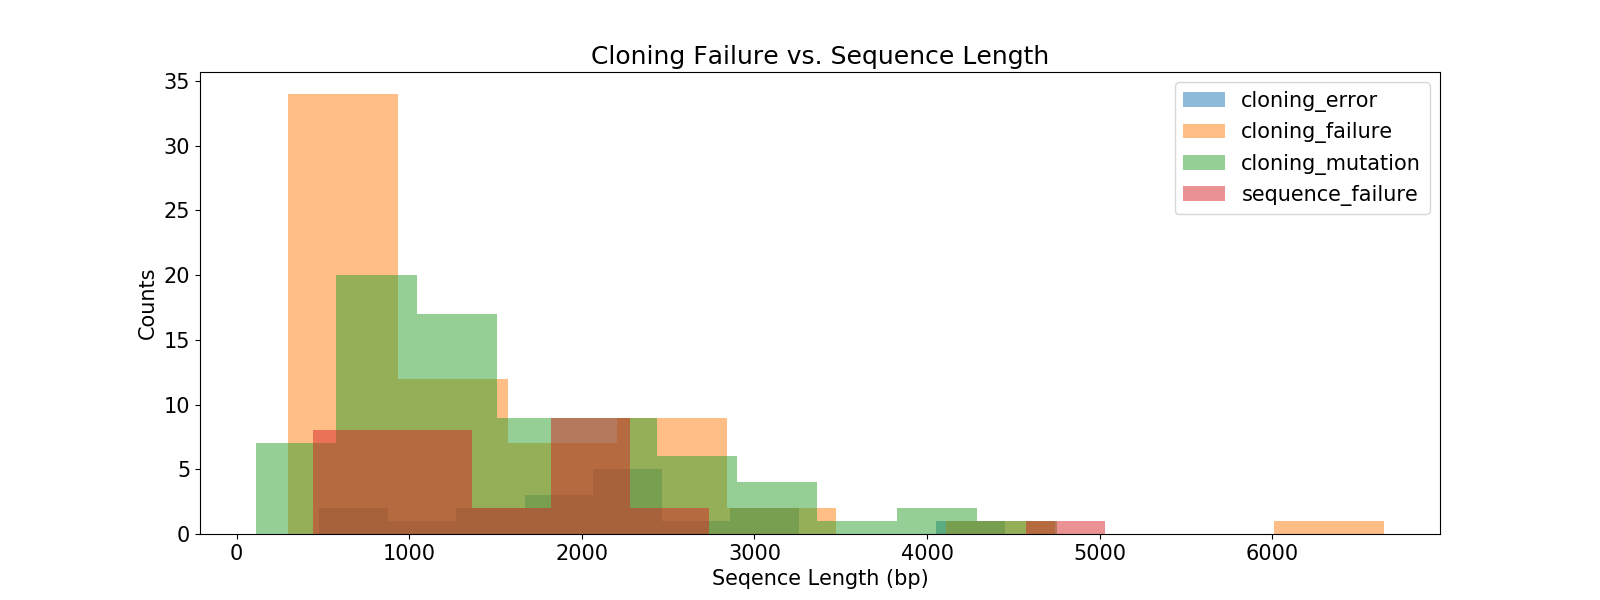 Cloning Failure vs. Sequence Length
cloning_error
cloning_failure
cloning_mutation
sequence_failure
Counts
35
30
25
20
15
10
5
0
0 1000 2000 3000 4000 5000 6000
Seqence Length (bp)